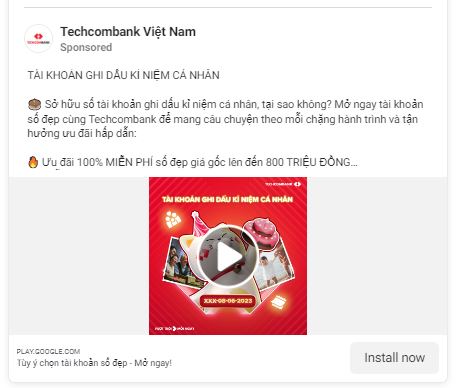 Techcombank Việt Nam
Sponsored
TECHCOMBANK
TÀI KHOẢN GHI DẤU KỈ NIỆM CÁ NHÂN
Sở hữu số tài khoản ghi dấu kỉ niệm cá nhân, tại sao không? Mở ngay tài khoản
số đẹp cùng Techcombank để mang câu chuyện theo mỗi chặng hành trình và tận
hưởng ưu đãi hấp dẫn:
Ưu đãi 100% MIỄN PHÍ số đẹp giá gốc lên đến 800 TRIỆU ĐỒNG...
TECHCOMBANK
TÀI KHOẢN GHI DẤU KỈ NIỆM CÁ NHÂN
XXX-08-06-2023
VƯỢT TRỘI MỖI NGÀY
PLAY.GOOGLE.COM
Tùy ý chọn tài khoản số đẹp - Mở ngay!
Install now